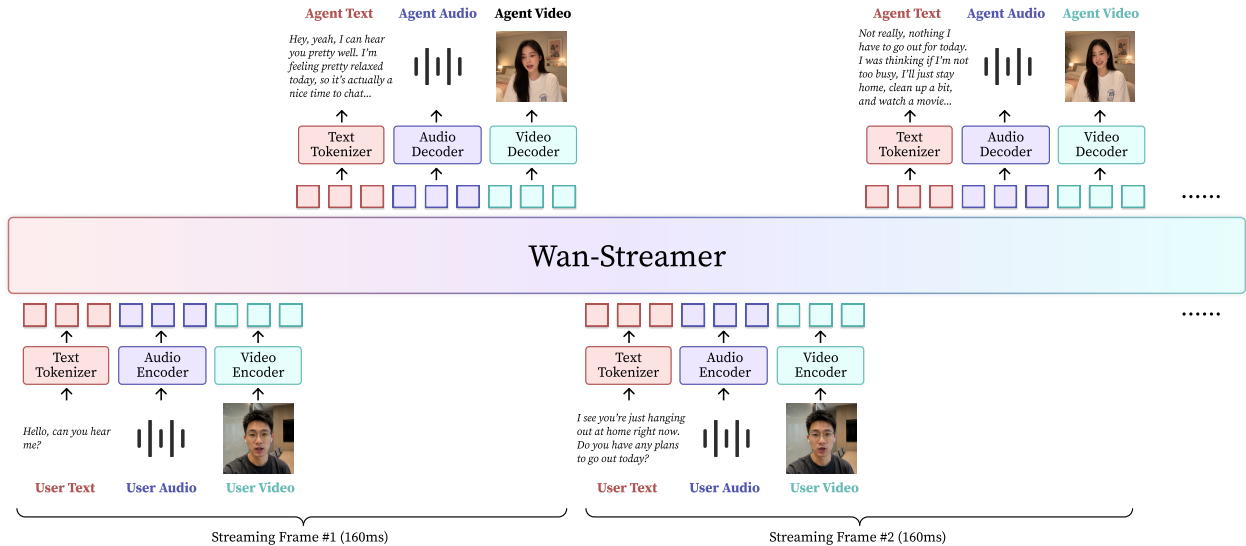 Agent Text
Agent Audio
Agent Video
Hey, yeah, I can hear
you pretty well. I'm
feeling pretty relaxed
today, so it's actually a
nice time to chat...
Text
Tokenizer
Audio
Decoder
Video
Decoder
Agent Text
Agent Audio
Agent Video
Not really, nothing I
have to go out for today.
I was thinking if I'm not
too busy, I'll just stay
home, clean up a bit,
and watch a movie...
Text
Tokenizer
Audio
Decoder
Video
Decoder
......
Wan-Streamer
......
Text
Tokenizer
Audio
Encoder
Video
Encoder
Hello, can you hear
me?
User Text
User Audio
User Video
Streaming Frame #1 (160ms)
Text
Tokenizer
Audio
Encoder
Video
Encoder
I see you're just hanging
out at home right now.
Do you have any plans
to go out today?
User Text
User Audio
User Video
Streaming Frame #2 (160ms)